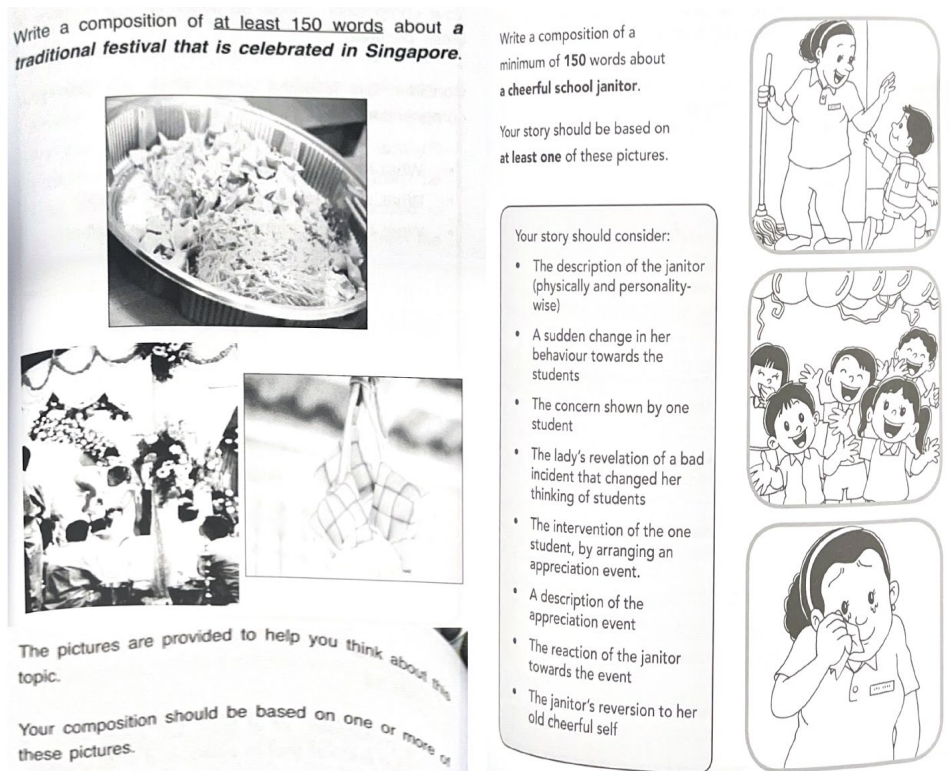 Write a composition of at least 150 words about a
traditional festival that is celebrated in Singapore.
The pictures are provided to help you think about this
topic.
Your composition should be based on one or more of
these pictures.
Write a composition of a
minimum of 150 words about
a cheerful school janitor.
Your story should be based on
at least one of these pictures.
Your story should consider:
• The description of the janitor
(physically and personality-
wise)
• A sudden change in her
behaviour towards the
students
• The concern shown by one
student
• The lady's revelation of a bad
incident that changed her
thinking of students
• The intervention of the one
student, by arranging an
appreciation event.
• A description of the
appreciation event
• The reaction of the janitor
towards the event
• The janitor's reversion to her
old cheerful self